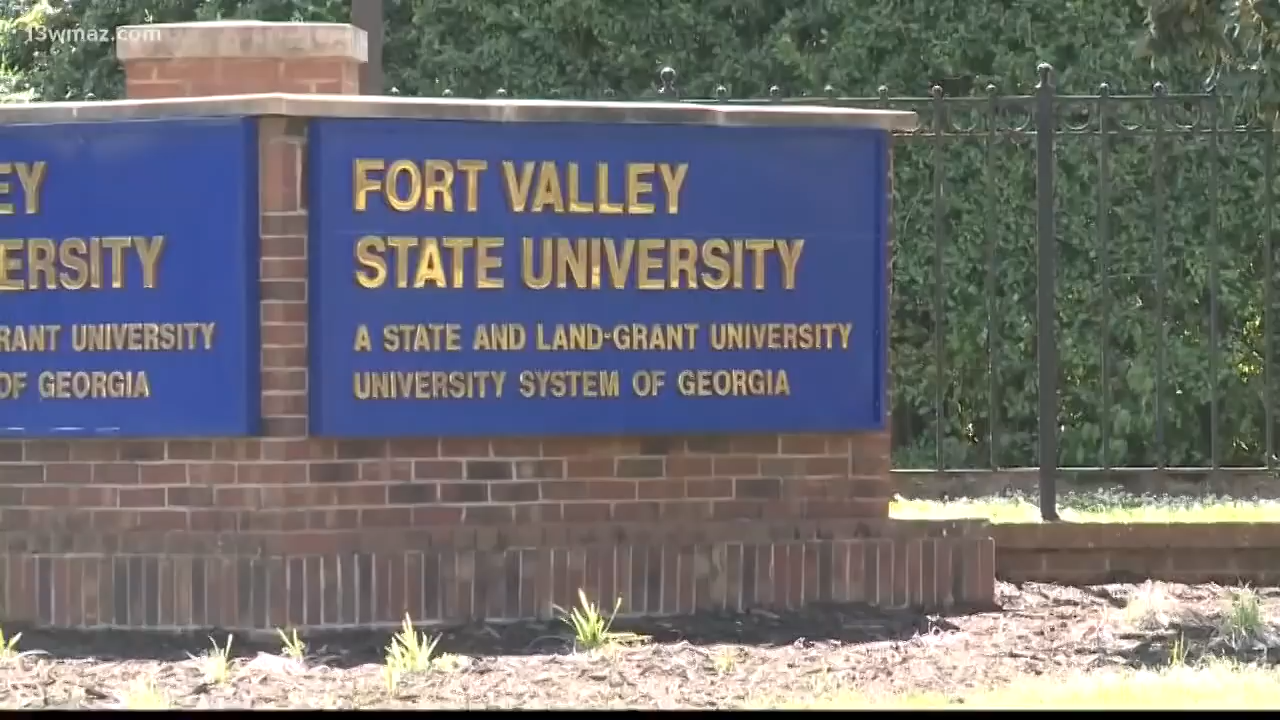 13wmaz.com
EY
ERSITY
RANT UNIVERSITY
OF GEORGIA
FORT VALLEY
STATE UNIVERSITY
A STATE AND LAND-GRANT UNIVERSITY
UNIVERSITY SYSTEM OF GEORGIA